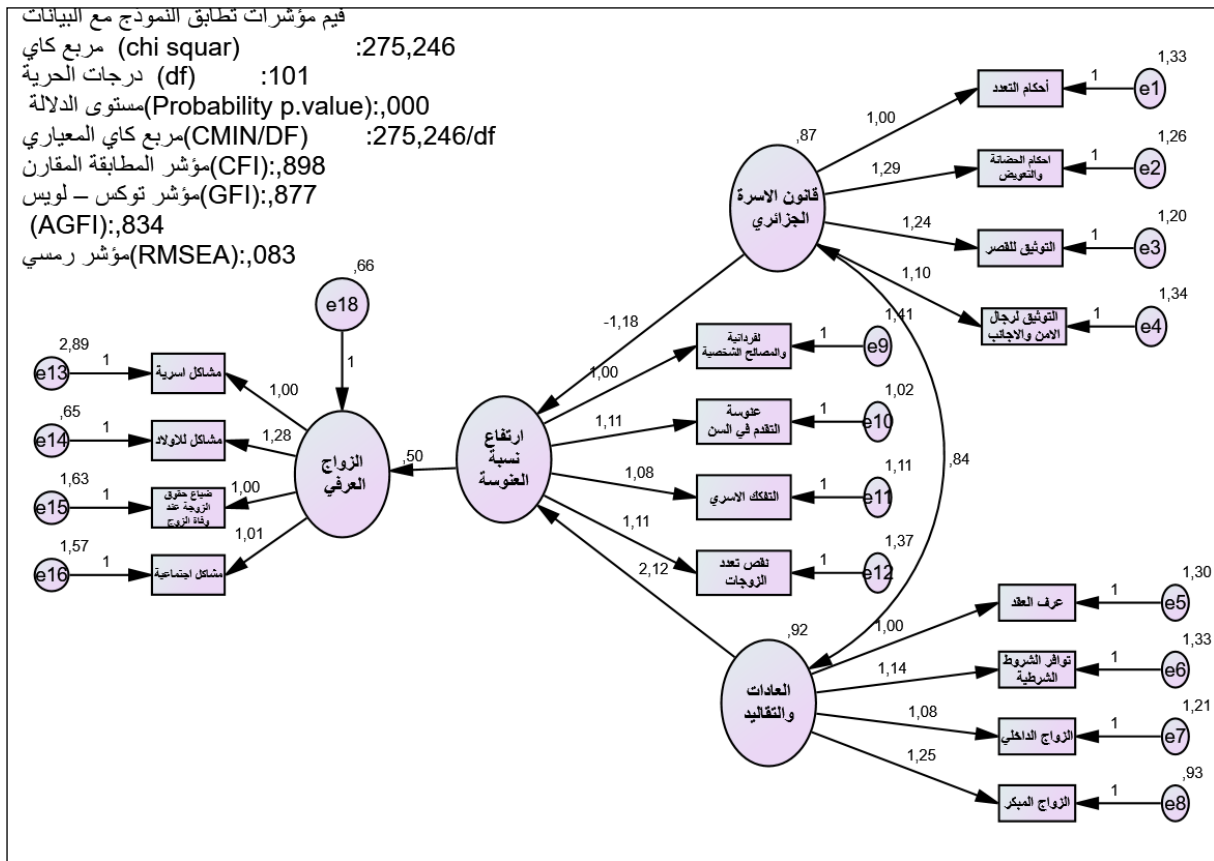 قيم مؤشرات تطابق النموذج مع البيانات
مربع كاي (chi squar) :275,246
درجات الحرية (df) :101
مستوى الدلالة(Probability p.value):,000
مربع كاي المعياري(CMIN/DF) :275,246/df
مؤشر المطابقة المقارن(CFI):,898
مؤشر توكس – لويس(GFI):,877
(AGFI):,834
مؤشر رمسي(RMSEA):,083
,66
e18
1
2,89
e13
1
مشاكل اسرية
1,00
,65
e14
1
مشاكل للاولاد
1,28
1,63
e15
1
ضياع حقوق
الزوجة عند
وفاة الزوج
1,00
1,57
e16
1
مشاكل اجتماعية
1,01
الزواج
العرفي
,50
ارتفاع
نسبة
العنوسة
-1,18
2,12
,87
قانون الاسرة
الجزائري
1,00
أحكام التعدد
1
1,33
e1
1,29
احكام الحضانة
والتعويض
1
1,26
e2
1,24
التوثيق للقصر
1
1,20
e3
1,10
التوثيق لرجال
الامن والاجانب
1
1,34
e4
1,00
لفردانية
والمصالح الشخصية
1
1,41
e9
1,11
عنوسة
التقدم في السن
1
1,02
e10
1,08
التفكك الاسري
1
1,11
e11
1,11
نقص تعدد
الزوجات
1
1,37
e12
,84
,92
العادات
والتقاليد
1,00
عرف العقد
1
1,30
e5
1,14
توافر الشروط
الشرطية
1
1,33
e6
1,08
الزواج الداخلي
1
1,21
e7
1,25
الزواج المبكر
1
,93
e8